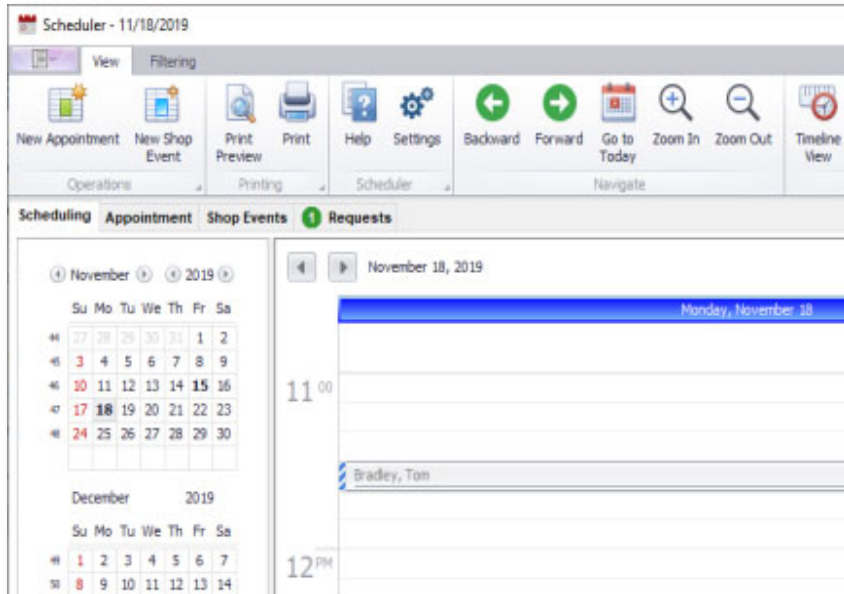 Scheduler - 11/18/2019
View Filtering
New Appointment New Shop Event Print Preview Print Help Settings Backward Forward Go to Today Zoom In Zoom Out Timeline View
Operations Printing Scheduler Navigate
Scheduling Appointment Shop Events 1 Requests
November 2019
November 18, 2019
Su Mo Tu We Th Fr Sa
Monday, November 18
44 27 28 29 30 31 1 2
45 3 4 5 6 7 8 9
46 10 11 12 13 14 15 16
11 00
47 17 18 19 20 21 22 23
48 24 25 26 27 28 29 30
Bradley, Tom
December 2019
Su Mo Tu We Th Fr Sa
49 1 2 3 4 5 6 7
12 PM
50 8 9 10 11 12 13 14